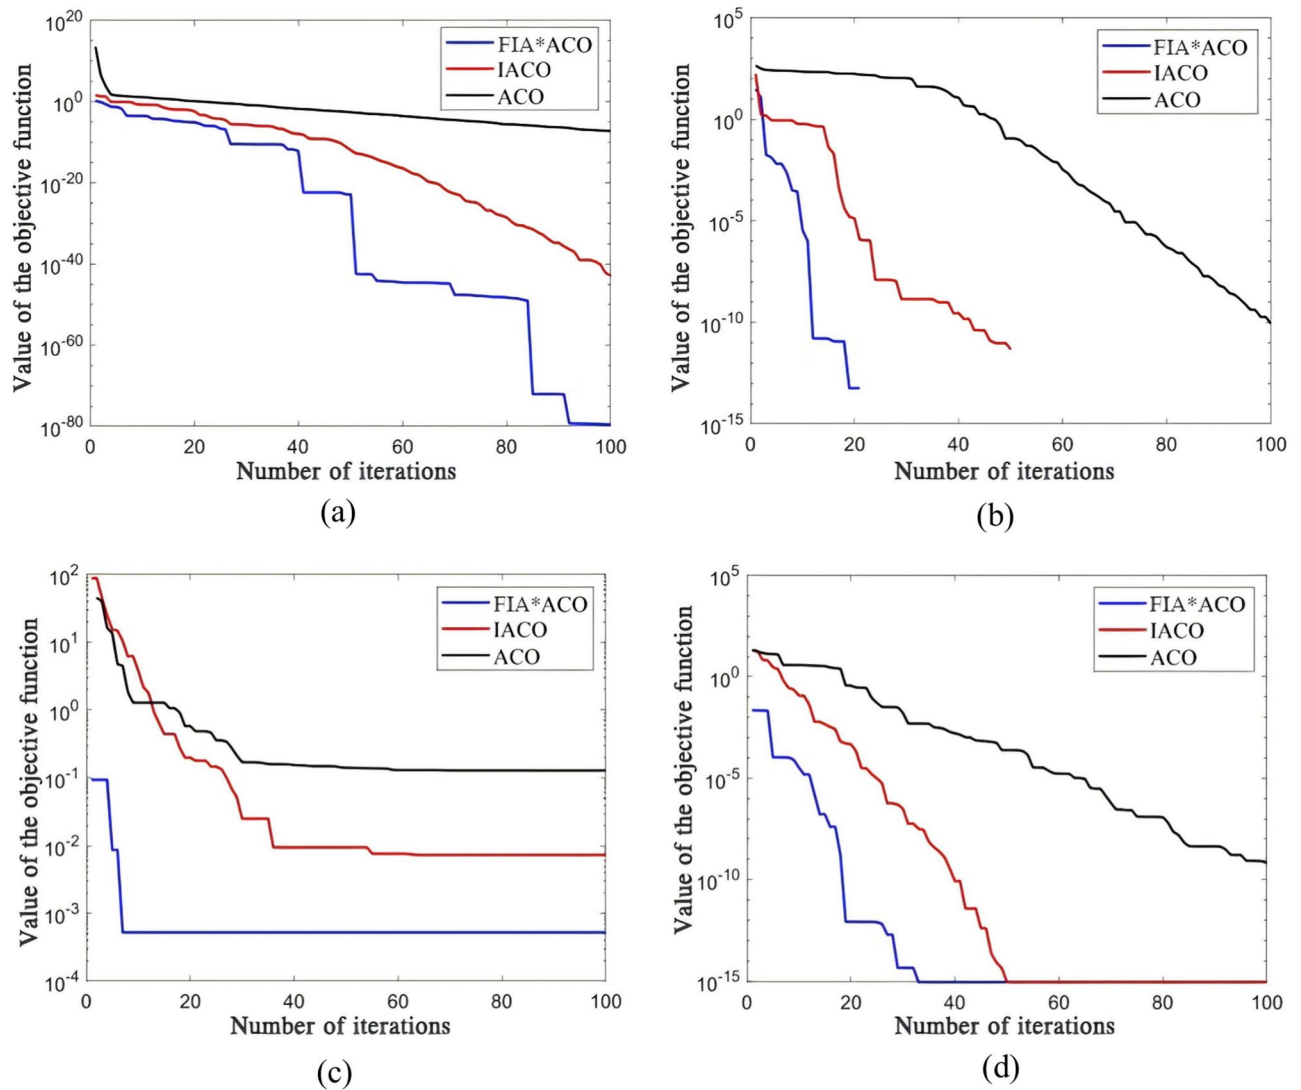 Value of the objective function
10^20
10^0
10^-20
10^-40
10^-60
10^-80
FIA*ACO
IACO
ACO
0 20 40 60 80 100
Number of iterations
(a)
Value of the objective function
10^5
10^0
10^-5
10^-10
10^-15
FIA*ACO
IACO
ACO
0 20 40 60 80 100
Number of iterations
(b)
Value of the objective function
10^2
10^1
10^0
10^-1
10^-2
10^-3
10^-4
FIA*ACO
IACO
ACO
0 20 40 60 80 100
Number of iterations
(c)
Value of the objective function
10^5
10^0
10^-5
10^-10
10^-15
FIA*ACO
IACO
ACO
0 20 40 60 80 100
Number of iterations
(d)